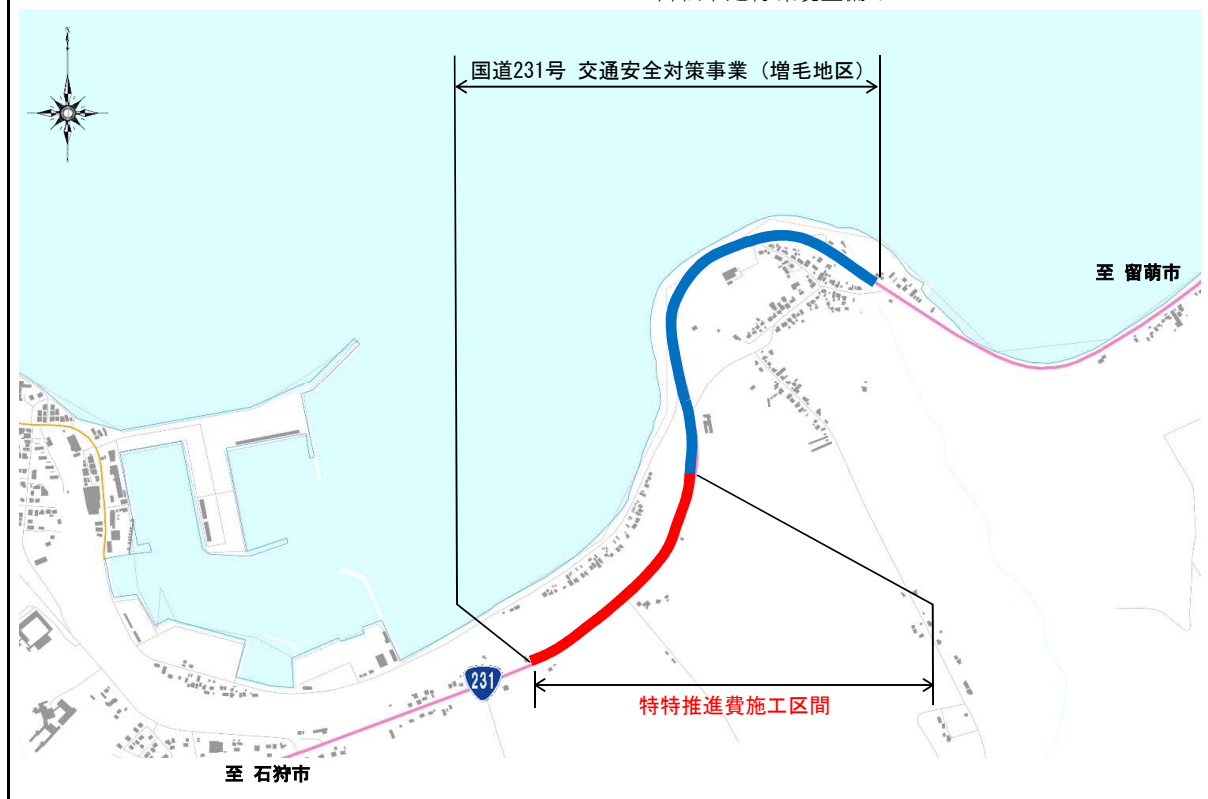 国道231号 交通安全対策事業（増毛地区）
至 留萌市
231
特特推進費施工区間
至 石狩市